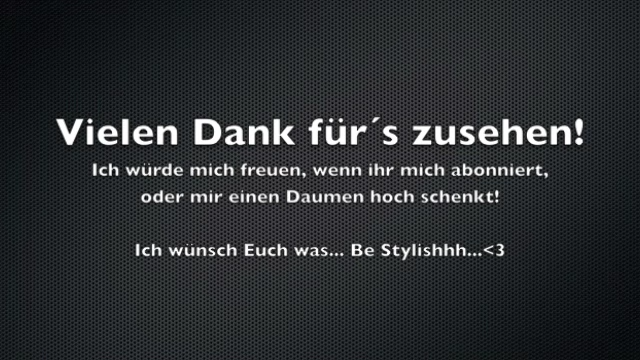 Vielen Dank für´s zusehen!
Ich würde mich freuen, wenn ihr mich abonniert,
oder mir einen Daumen hoch schenkt!
Ich wünsch Euch was... Be Stylishhh...<3